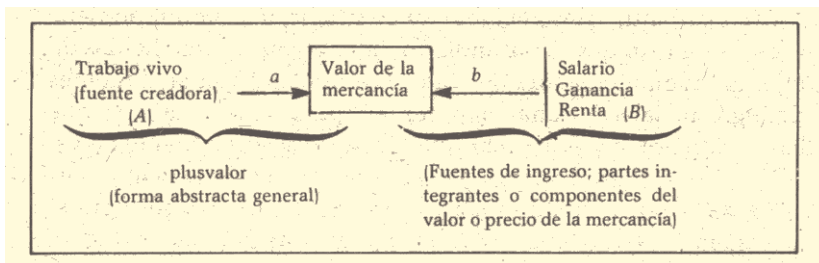 Trabajo vivo
(fuente creadora)
(A)
a
Valor de la
mercancía
b
Salario
Ganancia
Renta (B)
plusvalor
(forma abstracta general)
(Fuentes de ingreso; partes in-
tegrantes o componentes del
valor o precio de la mercancía)